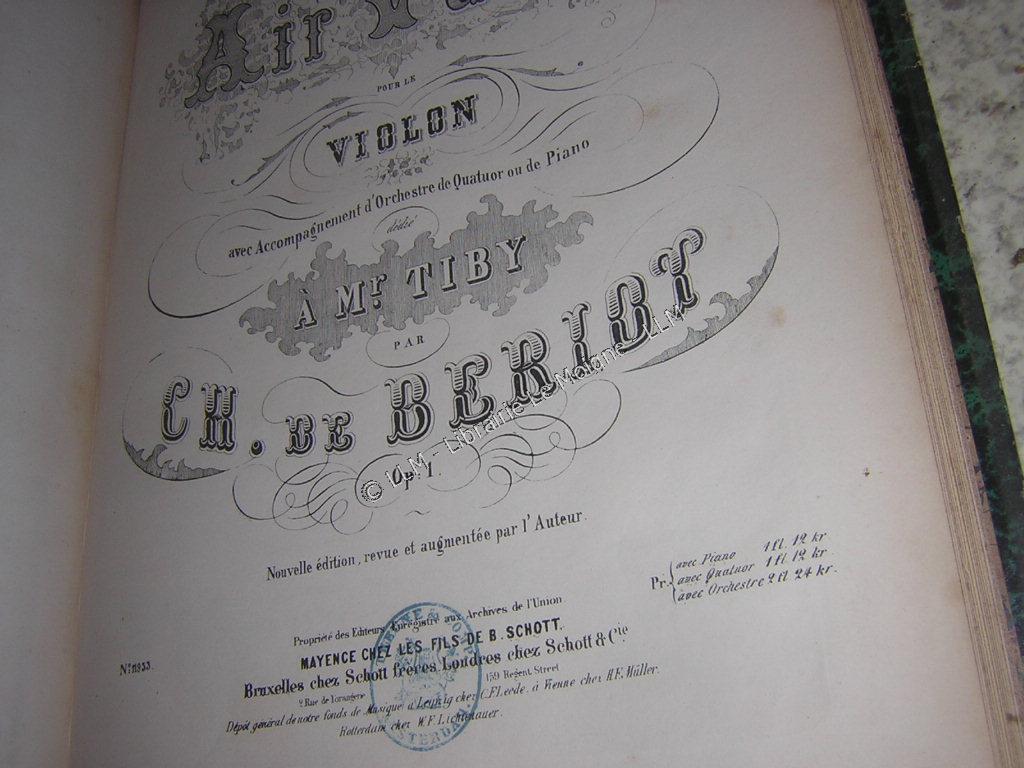 Air
POUR LE
VIOLON
avec Accompagnement d'Orchestre de Quatuor ou de Piano
dédié
À Mr. TIBY
PAR
CH. DE BERIOT
Op: 1.
© LLM - Librairie Le Moigne - LLM
Nouvelle édition, revue et augmentée par l'Auteur.
Pr.
avec Piano 1 fl. 12 kr
avec Quatuor 1 fl. 12 kr
avec Orchestre 2 fl. 24 kr.
Propriété des Editeurs Enregistré aux Archives de l'Union.
No. 11953.
MAYENCE CHEZ LES FILS DE B. SCHOTT.
Bruxelles chez Schott frères Londres chez Schott & Cie
159 Regent Street
Dépôt général de notre fonds de Musique: à Leipzig chez C.F. Leede. à Vienne chez H.F. Müller.
Rotterdam chez W.F. Lichtenauer.